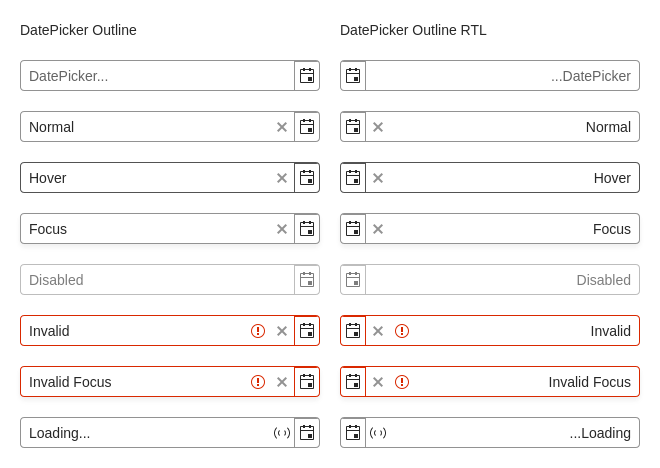 DatePicker Outline
DatePicker Outline RTL
DatePicker...
...DatePicker
Normal
Normal
Hover
Hover
Focus
Focus
Disabled
Disabled
Invalid
Invalid
Invalid Focus
Invalid Focus
Loading...
...Loading